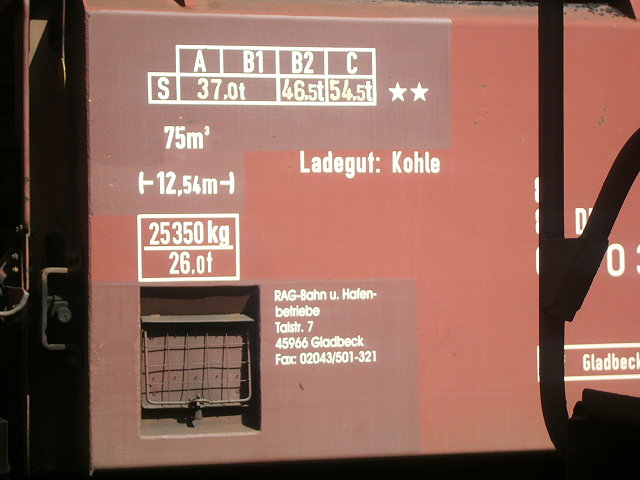 A B1 B2 C
S 37.0t 46.5t 54.5t ★★
75m³
Ladegut: Kohle
(-12,54m-)
25350 kg
26.0t
RAG-Bahn u. Hafen-
betriebe
Talstr. 7
45966 Gladbeck
Fax: 02043/501-321
Gladbeck